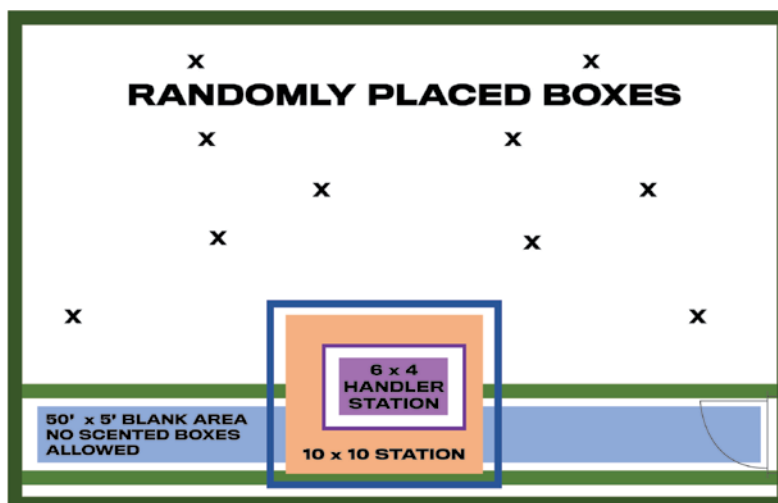 x x
RANDOMLY PLACED BOXES
x x
x x
x x
x x
6 x 4
HANDLER
STATION
50' x 5' BLANK AREA
NO SCENTED BOXES
ALLOWED
10 x 10 STATION